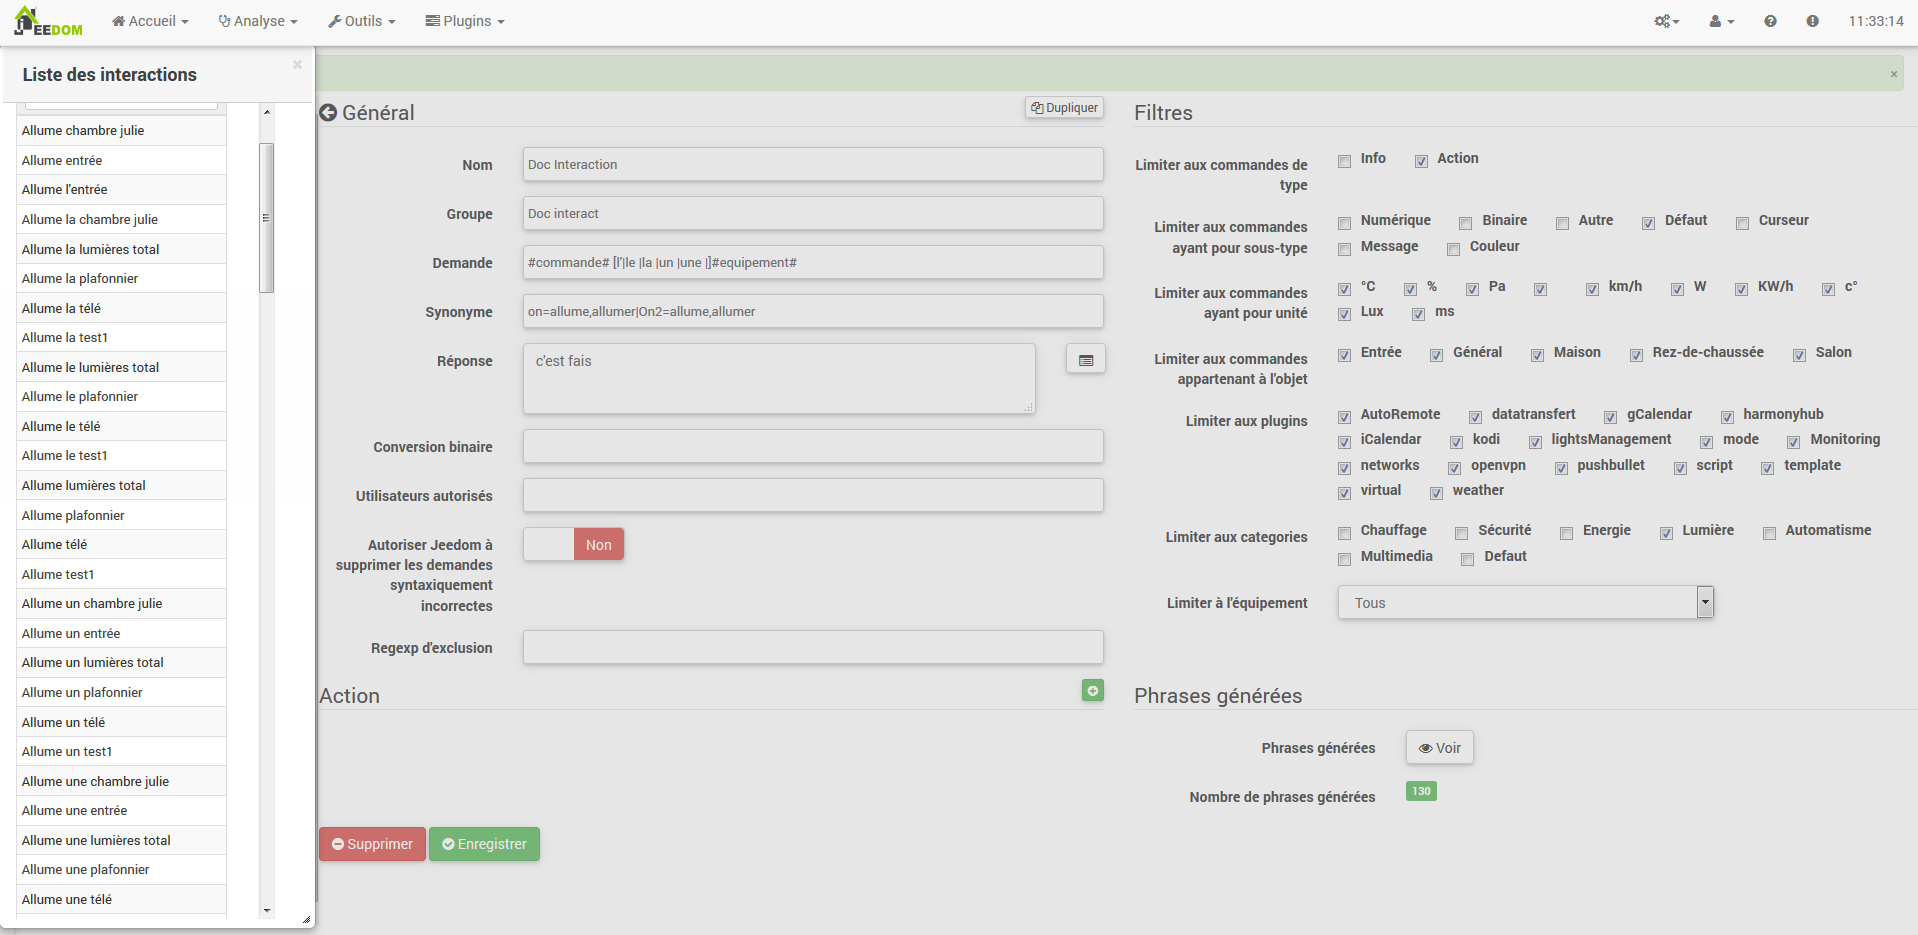 JEEDOM Accueil Analyse Outils Plugins 11:33:14
Liste des interactions ×
Allume chambre julie
Allume entrée
Allume l'entrée
Allume la chambre julie
Allume la lumières total
Allume la plafonnier
Allume la télé
Allume la test1
Allume le lumières total
Allume le plafonnier
Allume le télé
Allume le test1
Allume lumières total
Allume plafonnier
Allume télé
Allume test1
Allume un chambre julie
Allume un entrée
Allume un lumières total
Allume un plafonnier
Allume un télé
Allume un test1
Allume une chambre julie
Allume une entrée
Allume une lumières total
Allume une plafonnier
Allume une télé
×
Général Dupliquer
Nom Doc Interaction
Groupe Doc interact
Demande #commande# [l'|le |la |un |une |]#equipement#
Synonyme on=allume,allumer|On2=allume,allumer
Réponse c'est fais
Conversion binaire
Utilisateurs autorisés
Autoriser Jeedom à
supprimer les demandes
syntaxiquement
incorrectes
Non
Regexp d'exclusion
Action
Supprimer Enregistrer
Filtres
Limiter aux commandes de
type
Info Action
Limiter aux commandes
ayant pour sous-type
Numérique Binaire Autre Défaut Curseur
Message Couleur
Limiter aux commandes
ayant pour unité
°C % Pa km/h W KW/h c°
Lux ms
Limiter aux commandes
appartenant à l'objet
Entrée Général Maison Rez-de-chaussée Salon
Limiter aux plugins
AutoRemote datatransfert gCalendar harmonyhub
iCalendar kodi lightsManagement mode Monitoring
networks openvpn pushbullet script template
virtual weather
Limiter aux categories
Chauffage Sécurité Energie Lumière Automatisme
Multimedia Defaut
Limiter à l'équipement Tous
Phrases générées
Phrases générées Voir
Nombre de phrases générées 130